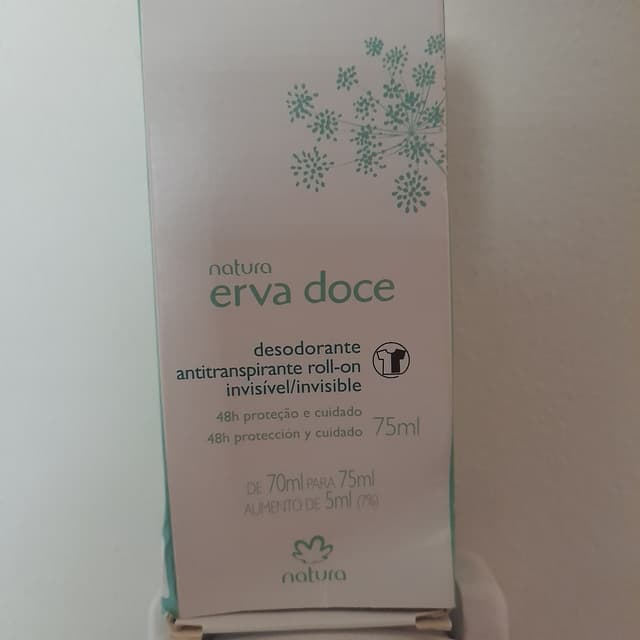 natura
erva doce
desodorante
antitranspirante roll-on
invisível/invisible
48h proteção e cuidado
48h protección y cuidado 75ml
DE 70ml PARA 75ml
AUMENTO DE 5ml (7%)
natura